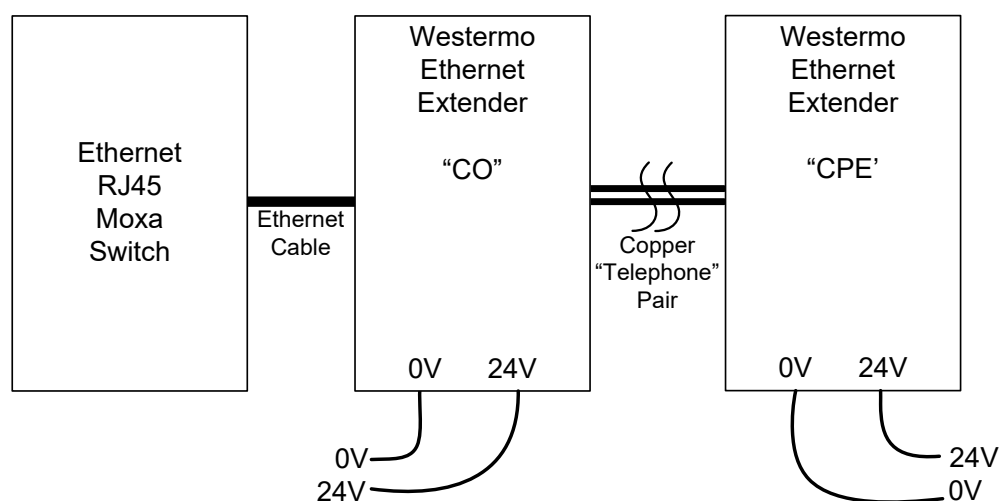 Ethernet
RJ45
Moxa
Switch
Ethernet
Cable
Westermo
Ethernet
Extender
“CO”
0V
24V
0V
24V
Copper
“Telephone”
Pair
Westermo
Ethernet
Extender
“CPE’
0V
24V
24V
0V